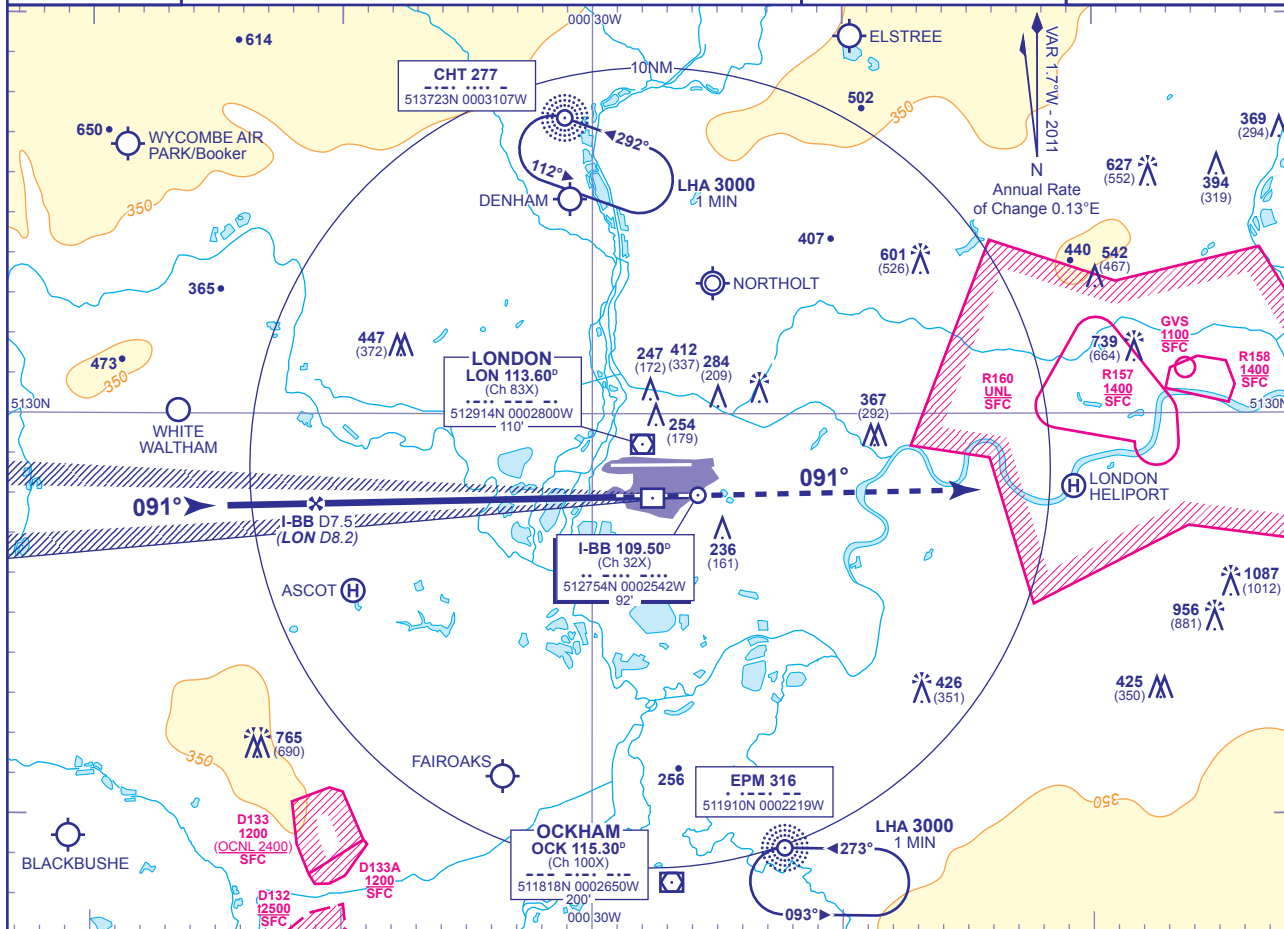 000 30W
614
ELSTREE
10NM
VAR 1.7°W - 2011
CHT 277
-·-· ···· -
513723N 0003107W
502
350
369
(294)
650
WYCOMBE AIR
PARK/Booker
292°
N
627
(552)
394
(319)
112°
LHA 3000
1 MIN
DENHAM
Annual Rate
of Change 0.13°E
350
407
601
(526)
440
542
(467)
365
NORTHOLT
447
(372)
739
(664)
GVS
1100
SFC
473
350
LONDON
LON 113.60ᴰ
(Ch 83X)
·-·· --- -·
512914N 0002800W
110'
247
(172)
412
(337)
284
(209)
R160
UNL
SFC
R157
1400
SFC
R158
1400
SFC
5130N
5130N
254
(179)
367
(292)
WHITE
WALTHAM
091°
091°
LONDON
HELIPORT
H
I-BB D7.5
(LON D8.2)
I-BB 109.50ᴰ
(Ch 32X)
·· -··· -···
512754N 0002542W
92'
236
(161)
ASCOT H
1087
(1012)
956
(881)
426
(351)
425
(350)
765
(690)
350
FAIROAKS
256
EPM 316
· ·--· --
511910N 0002219W
350
D133
1200
(OCNL 2400)
SFC
OCKHAM
OCK 115.30ᴰ
(Ch 100X)
--- -·-· -·-
511818N 0002650W
200'
LHA 3000
1 MIN
273°
BLACKBUSHE
D133A
1200
SFC
D132
12500
SFC
093°
000 30W